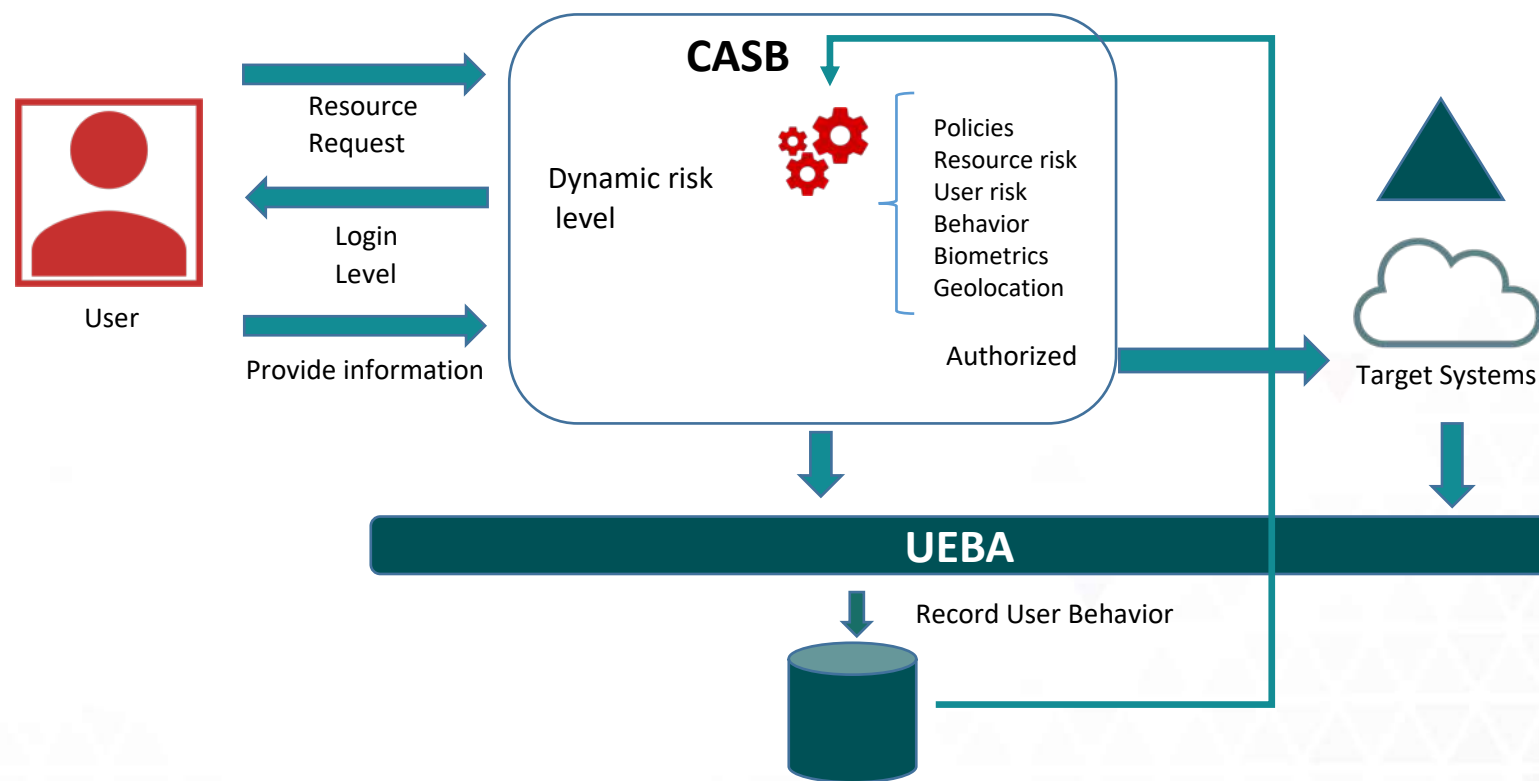 CASB
Resource
Request
Policies
Resource risk
User risk
Behavior
Biometrics
Geolocation
Dynamic risk
level
Login
Level
User
Provide information
Authorized
Target Systems
UEBA
Record User Behavior